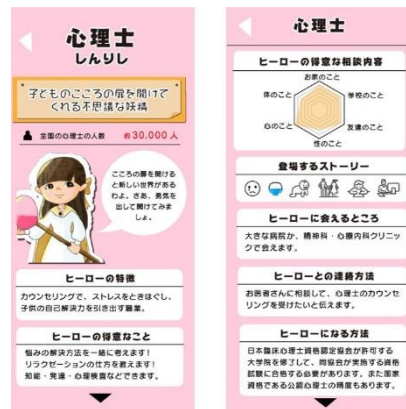 心理士
しんりし
子どものこころの扉を開けて
くれる不思議な妖精
全国の心理士の人数 約30,000人
こころの扉を開ける
と新しい世界がある
わよ。さあ、勇気を
出して開けてみま
しょ。
ヒーローの特徴
カウンセリングで、ストレスをときほぐし、
子供の自己解決力を引き出す職業。
ヒーローの得意なこと
悩みの解決方法を一緒に考えます!
リラクゼーションの仕方を教えます!
知能・発達・心理検査などできます。
心理士
ヒーローの得意な相談内容
お家のこと
体のこと
学校のこと
心のこと
友達のこと
性のこと
登場するストーリー
ヒーローに会えるところ
大きな病院か、精神科・心療内科クリニッ
クで会えます。
ヒーローとの連絡方法
お医者さんに相談して、心理士のカウンセ
リングを受けたいと伝えます。
ヒーローになる方法
日本臨床心理士資格認定協会が許可する
大学院を修了して、同協会が実施する資格
試験に合格する必要があります。また国家
資格である公認心理士の制度もあります。